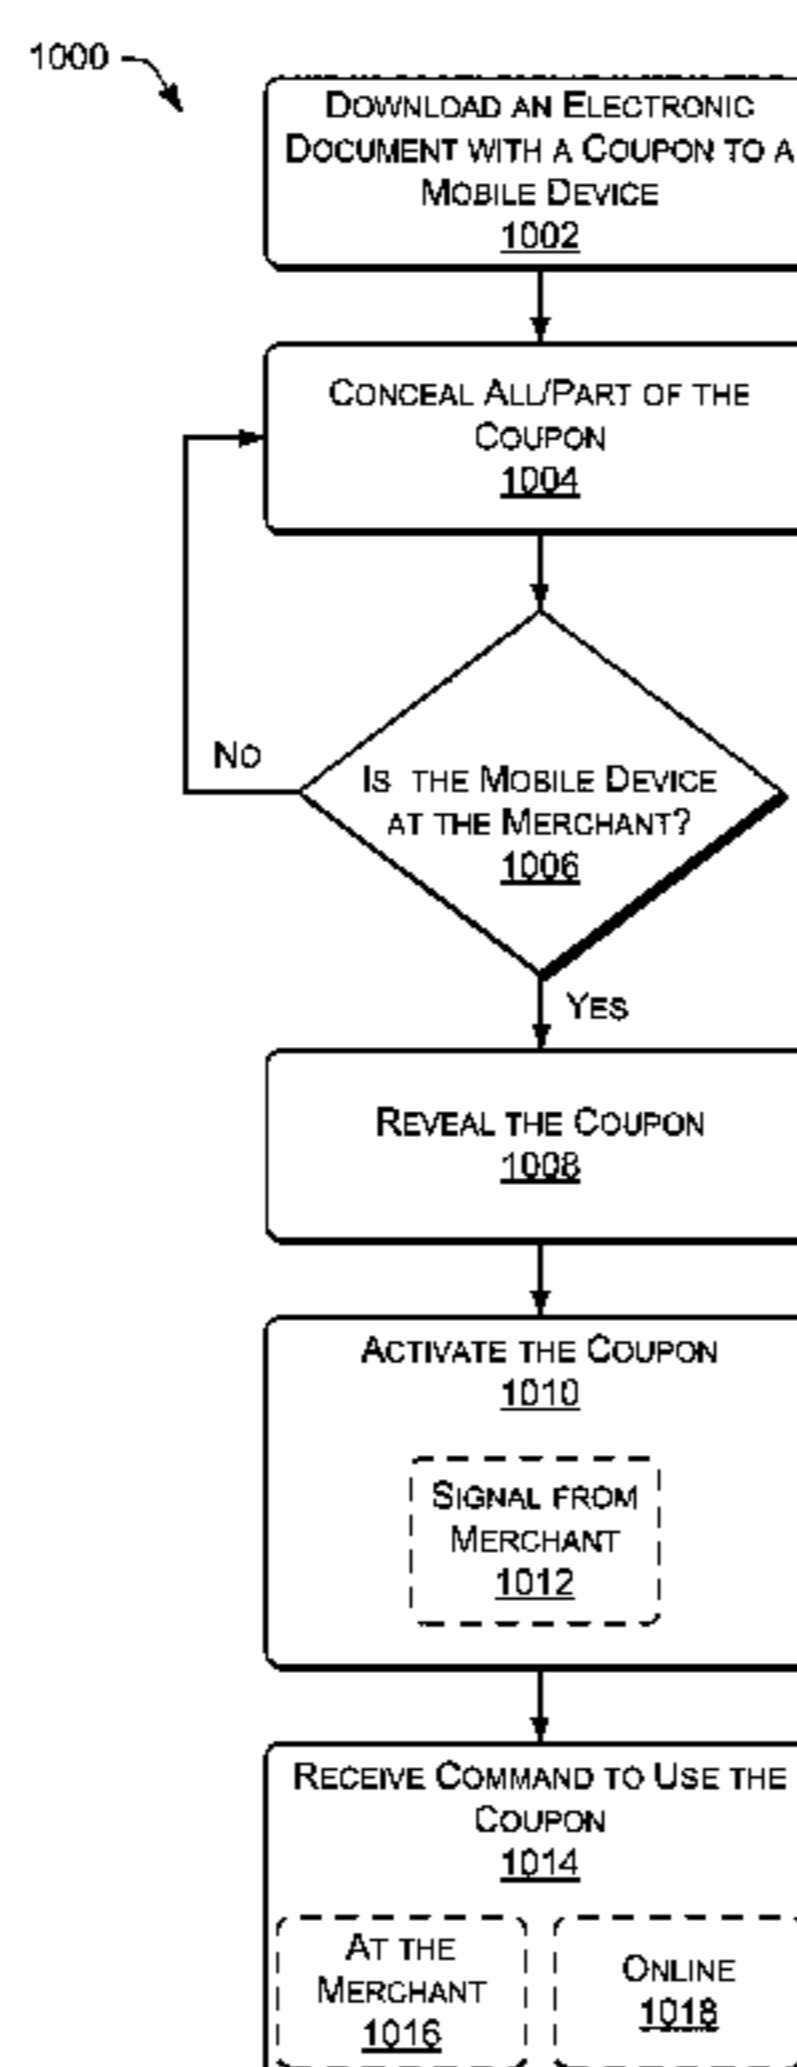 1000
DOWNLOAD AN ELECTRONIC
DOCUMENT WITH A COUPON TO A
MOBILE DEVICE
1002
CONCEAL ALL/PART OF THE
COUPON
1004
NO
IS THE MOBILE DEVICE
AT THE MERCHANT?
1006
YES
REVEAL THE COUPON
1008
ACTIVATE THE COUPON
1010
SIGNAL FROM
MERCHANT
1012
RECEIVE COMMAND TO USE THE
COUPON
1014
AT THE
MERCHANT
1016
ONLINE
1018